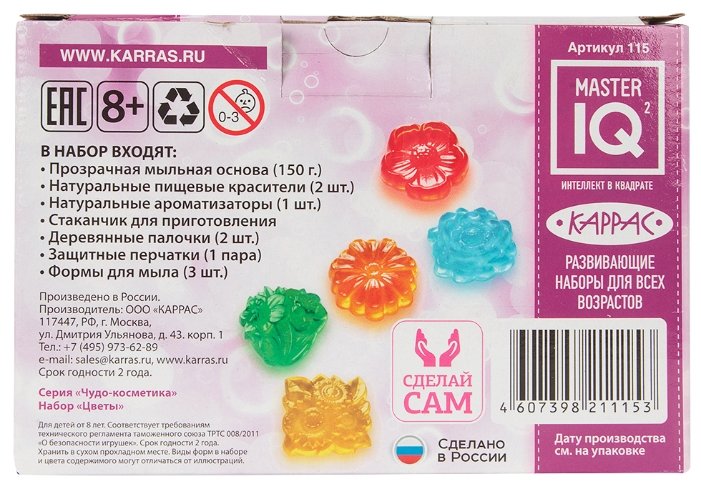 WWW.KARRAS.RU
Артикул 115
EAC
8+
0-3
MASTER
IQ2
ИНТЕЛЛЕКТ В КВАДРАТЕ
КАРРАС
РАЗВИВАЮЩИЕ
НАБОРЫ ДЛЯ ВСЕХ
ВОЗРАСТОВ
В НАБОР ВХОДЯТ:
• Прозрачная мыльная основа (150 г.)
• Натуральные пищевые красители (2 шт.)
• Натуральные ароматизаторы (1 шт.)
• Стаканчик для приготовления
• Деревянные палочки (2 шт.)
• Защитные перчатки (1 пара)
• Формы для мыла (3 шт.)
Произведено в России.
Производитель: ООО «КАРРАС»
117447, РФ, г. Москва,
ул. Дмитрия Ульянова, д. 43. корп. 1
Тел.: +7 (495) 973-62-89
e-mail: sales@karras.ru, www.karras.ru
Срок годности 2 года.
Серия «Чудо-косметика»
Набор «Цветы»
Для детей от 8 лет. Соответствует требованиям
технического регламента таможенного союза ТРТС 008/2011
«О безопасности игрушек». Срок годности 2 года.
Хранить в сухом прохладном месте. Виды форм в наборе
и цвета содержимого могут отличаться от иллюстраций.
СДЕЛАЙ
САМ
СДЕЛАНО
В РОССИИ
4 607398 211153
Дату производства
см. на упаковке